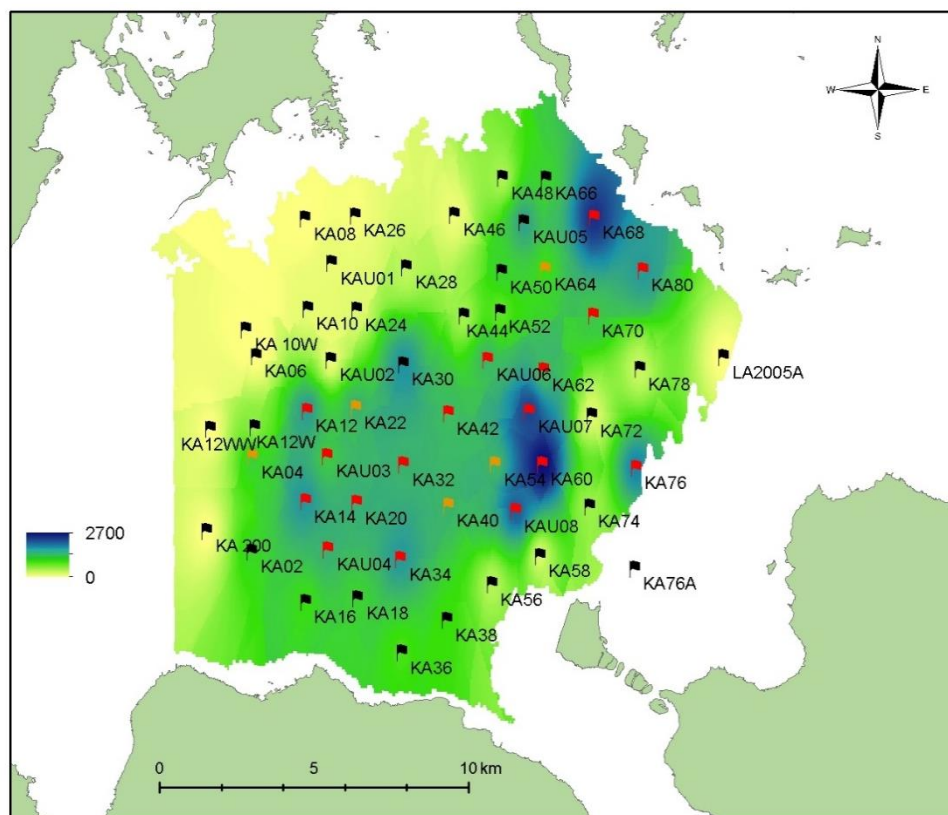 N
W E
S
KA48 KA66
KA08 KA26 KA46 KAU05 KA68
KAU01 KA28 KA50 KA64 KA80
KA10 KA24 KA44 KA52 KA70
KA 10W
KA06 KAU02 KA30 KAU06 KA62 KA78 LA2005A
KA12 KA22 KA42 KAU07 KA72
KA12WW KA12W
KA04 KAU03 KA32 KA54 KA60 KA76
KA14 KA20 KA40 KAU08 KA74
2700
KA 200
0
KA02 KAU04 KA34 KA58 KA76A
KA16 KA18 KA56
KA38
KA36
0 5 10 km